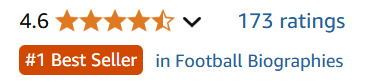 4.6 173 ratings
#1 Best Seller in Football Biographies